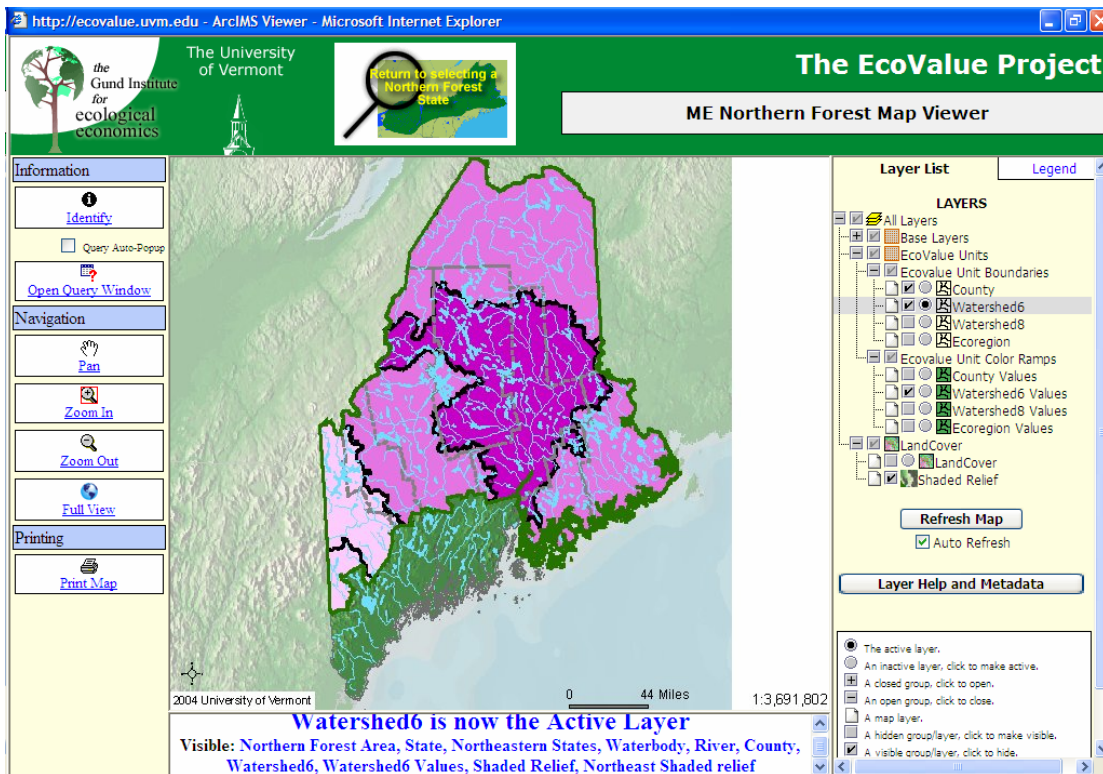 http://ecovalue.uvm.edu - ArcIMS Viewer - Microsoft Internet Explorer
the
Gund Institute
for
ecological
economics
The University
of Vermont
Return to selecting a
Northern Forest
State
The EcoValue Project
ME Northern Forest Map Viewer
Information
Identify
Query Auto-Popup
Open Query Window
Navigation
Pan
Zoom In
Zoom Out
Full View
Printing
Print Map
2004 University of Vermont
0 44 Miles
1:3,691,802
Watershed6 is now the Active Layer
Visible: Northern Forest Area, State, Northeastern States, Waterbody, River, County,
Watershed6, Watershed6 Values, Shaded Relief, Northeast Shaded relief
Layer List
Legend
LAYERS
All Layers
Base Layers
EcoValue Units
Ecovalue Unit Boundaries
County
Watershed6
Watershed8
Ecoregion
Ecovalue Unit Color Ramps
County Values
Watershed6 Values
Watershed8 Values
Ecoregion Values
LandCover
LandCover
Shaded Relief
Refresh Map
Auto Refresh
Layer Help and Metadata
The active layer.
An inactive layer, click to make active.
A closed group, click to open.
An open group, click to close.
A map layer.
A hidden group/layer, click to make visible.
A visible group/layer, click to hide.